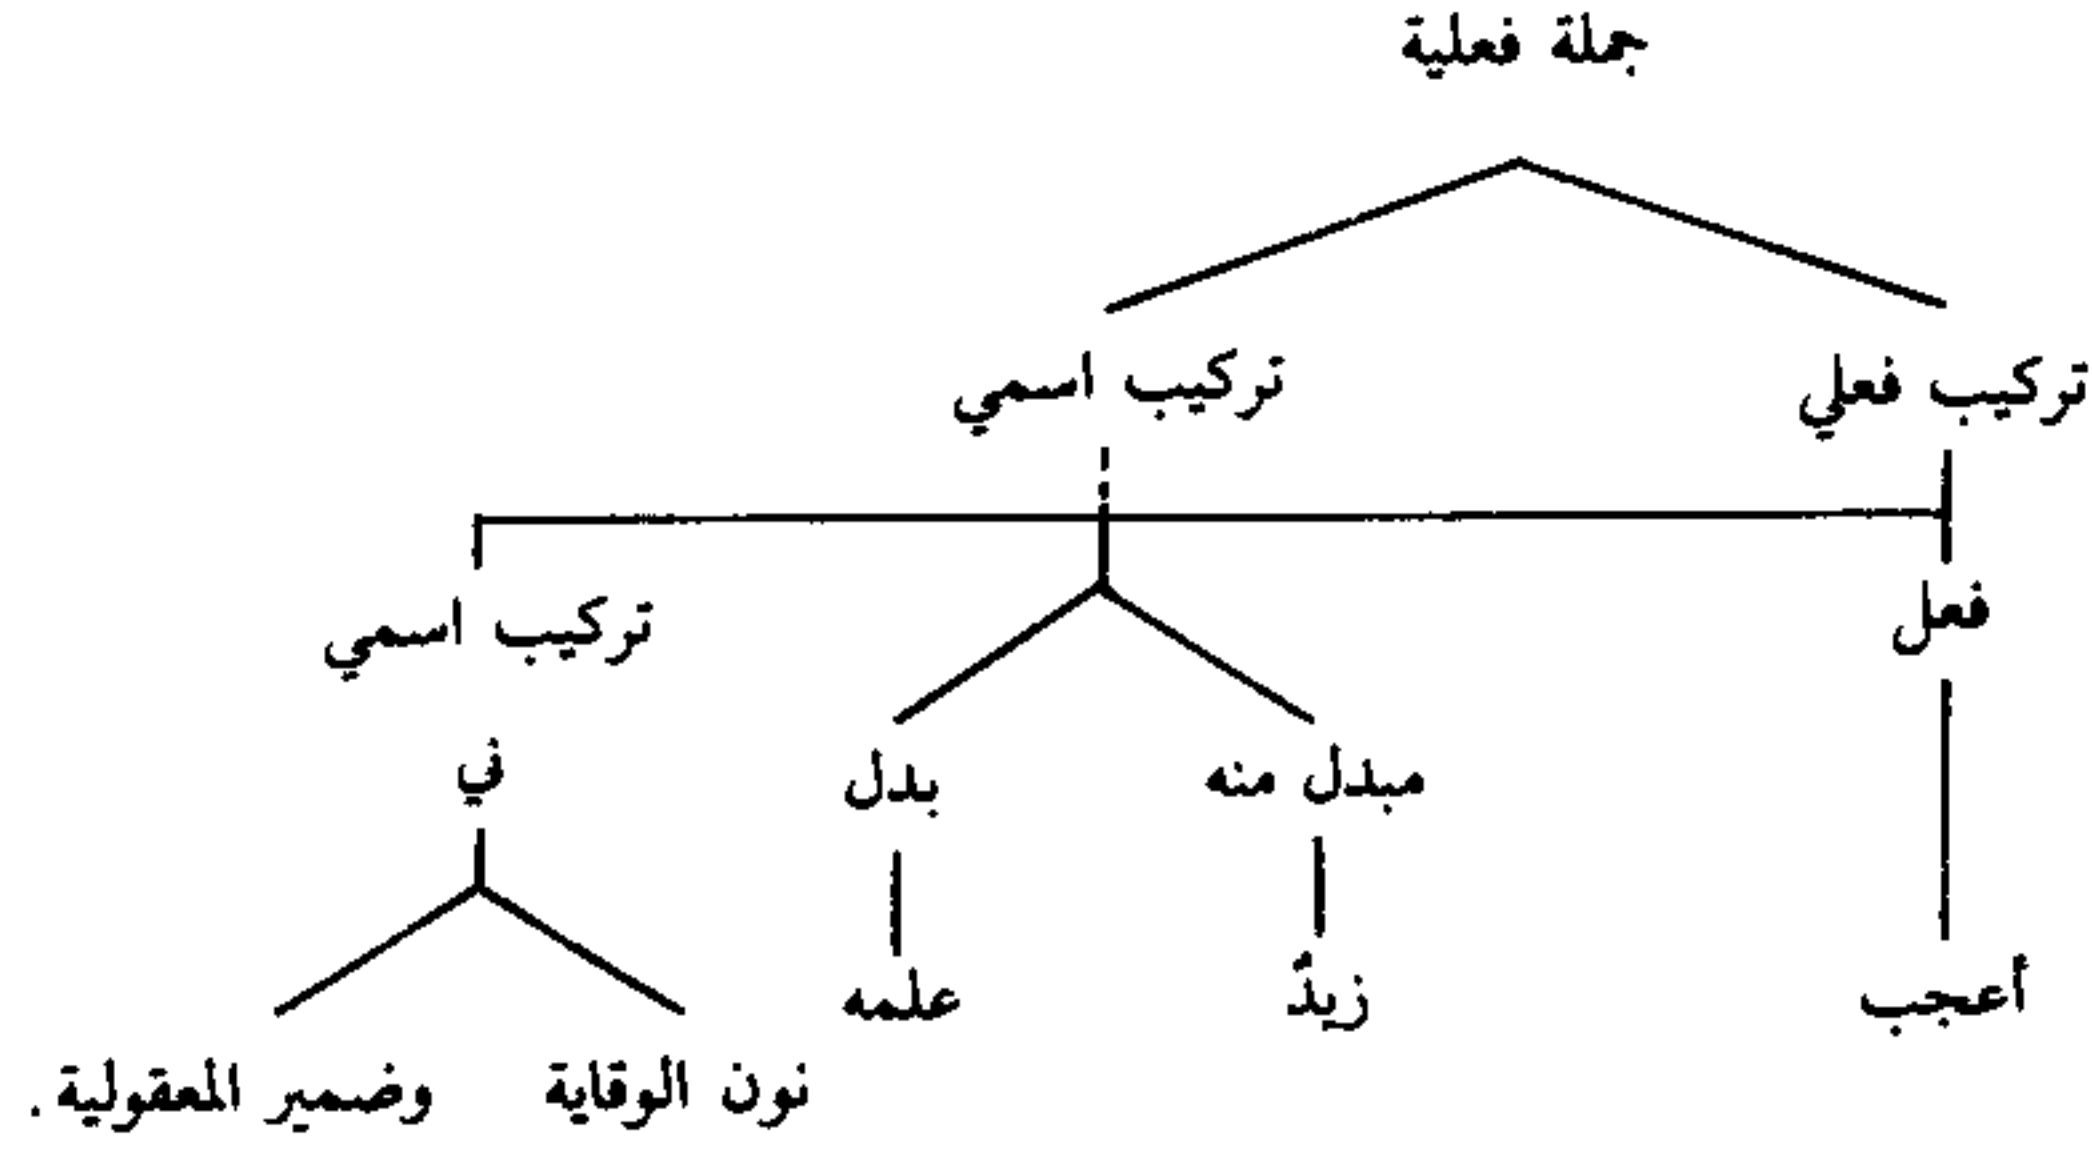 جملة فعلية
تركيب فعلي تركيب اسمي
فعل تركيب اسمي
مبدل منه بدل ني
أعجب زيدٌ علمه
نون الوقاية وضمير المعقولية .